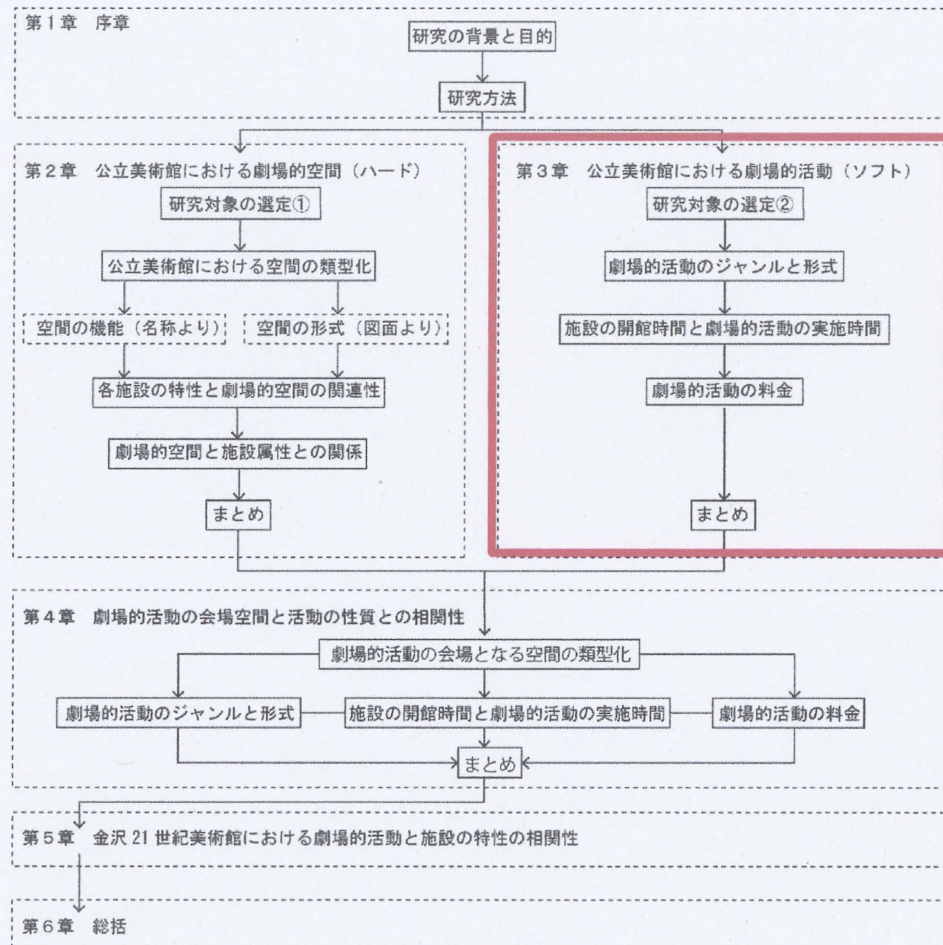 第1章 序章
研究の背景と目的
研究方法
第2章 公立美術館における劇場的空間（ハード）
研究対象の選定①
公立美術館における空間の類型化
空間の機能（名称より）
空間の形式（図面より）
各施設の特性と劇場的空間の関連性
劇場的空間と施設属性との関係
まとめ
第3章 公立美術館における劇場的活動（ソフト）
研究対象の選定②
劇場的活動のジャンルと形式
施設の開館時間と劇場的活動の実施時間
劇場的活動の料金
まとめ
第4章 劇場的活動の会場空間と活動の性質との相関性
劇場的活動の会場となる空間の類型化
劇場的活動のジャンルと形式
施設の開館時間と劇場的活動の実施時間
劇場的活動の料金
まとめ
第5章 金沢21世紀美術館における劇場的活動と施設の特性の相関性
第6章 総括